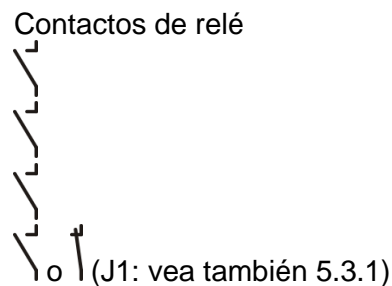 Contactos de relé
o (J1: vea también 5.3.1)